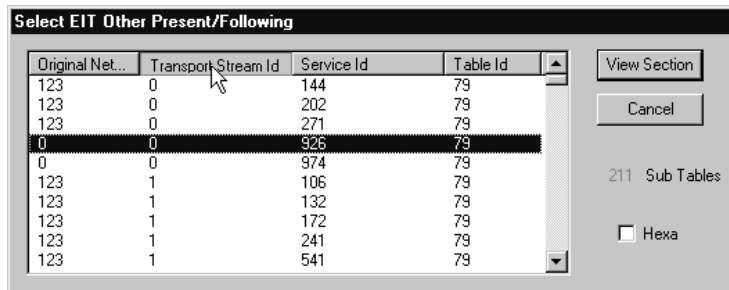 Select EIT Other Present/Following
Original Net... Transport Stream Id Service Id Table Id
123 0 144 79
123 0 202 79
123 0 271 79
0 0 926 79
0 0 974 79
123 1 106 79
123 1 132 79
123 1 172 79
123 1 241 79
123 1 541 79
View Section
Cancel
211 Sub Tables
Hexa